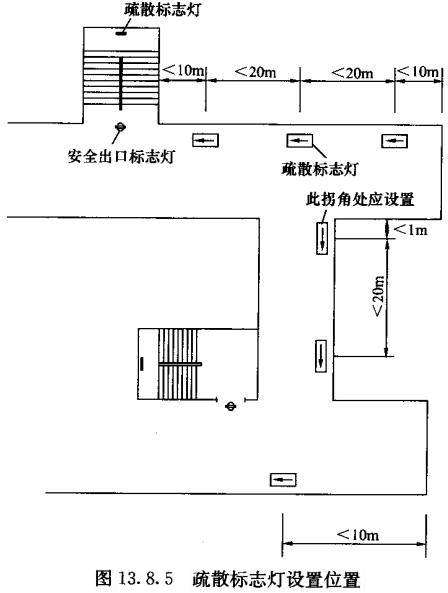 疏散标志灯
<10m
<20m
<20m
<10m
安全出口标志灯
疏散标志灯
此拐角处应设置
<1m
<20m
<10m
图 13.8.5 疏散标志灯设置位置